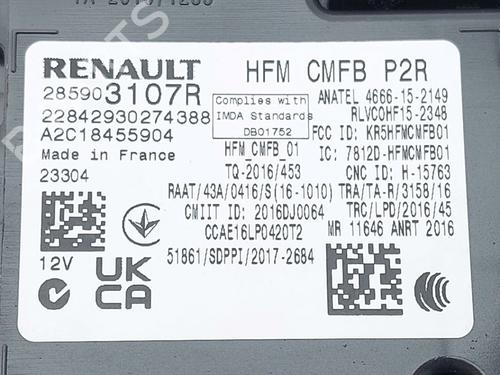 RENAULT HFM CMFB P2R
285903107R
22842930274388
A2C18455904
Made in France
23304
12V
UK
CA
Complies with
IMDA Standards
DB01752
ANATEL 4666-15-2149
RLVCOHF15-2348
FCC ID: KR5HFMCMFB01
HFM_CMFB_01 IC: 7812D-HFMCMFB01
TQ-2016/453 CNC ID: H-15763
RAAT/43A/0416/S(16-1010) TRA/TA-R/3158/16
CMIIT ID: 2016DJ0064 TRC/LPD/2016/45
CCAE16LP0420T2 MR 11646 ANRT 2016
51861/SDPPI/2017-2684